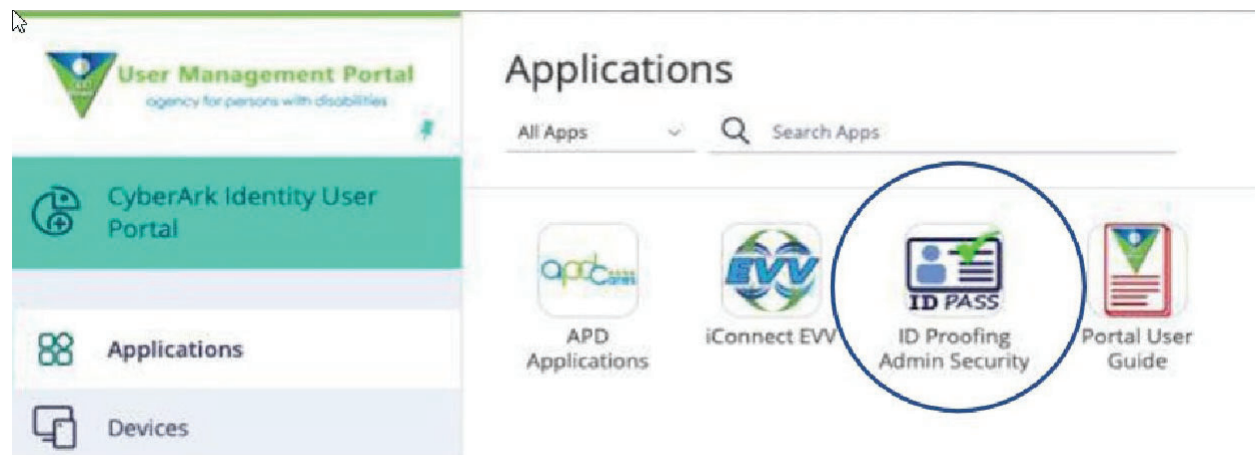 User Management Portal
agency for persons with disabilities
CyberArk Identity User
Portal
Applications
Devices
Applications
All Apps
Search Apps
apdCares
APD
Applications
EVV
iConnect EVV
ID PASS
ID Proofing
Admin Security
Portal User
Guide